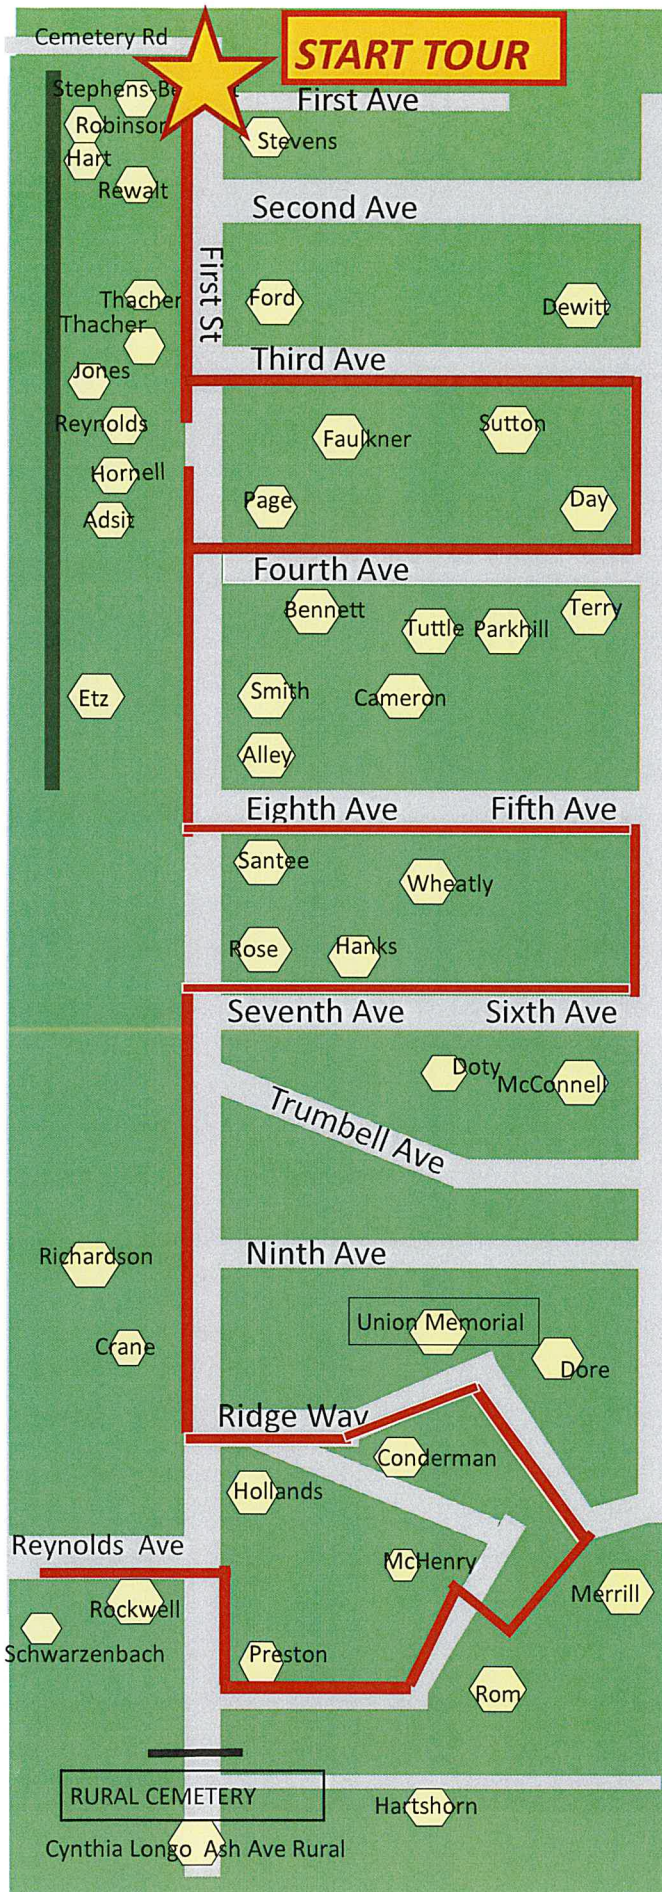 Cemetery Rd
START TOUR
First Ave
Stephens-Be
Robinson
Stevens
Hart
Rewalt
Second Ave
First St
Thacher
Ford
Dewitt
Thacher
Third Ave
Jones
Reynolds
Faulkner
Sutton
Hornell
Page
Day
Adsit
Fourth Ave
Bennett
Tuttle
Parkhill
Terry
Etz
Smith
Cameron
Alley
Eighth Ave
Fifth Ave
Santee
Wheatly
Rose
Hanks
Seventh Ave
Sixth Ave
Doty
McConnell
Trumbell Ave
Richardson
Ninth Ave
Union Memorial
Crane
Dore
Ridge Way
Conderman
Hollands
Reynolds Ave
McHenry
Merrill
Rockwell
Schwarzenbach
Preston
Rom
RURAL CEMETERY
Hartshorn
Cynthia Longo Ash Ave Rural